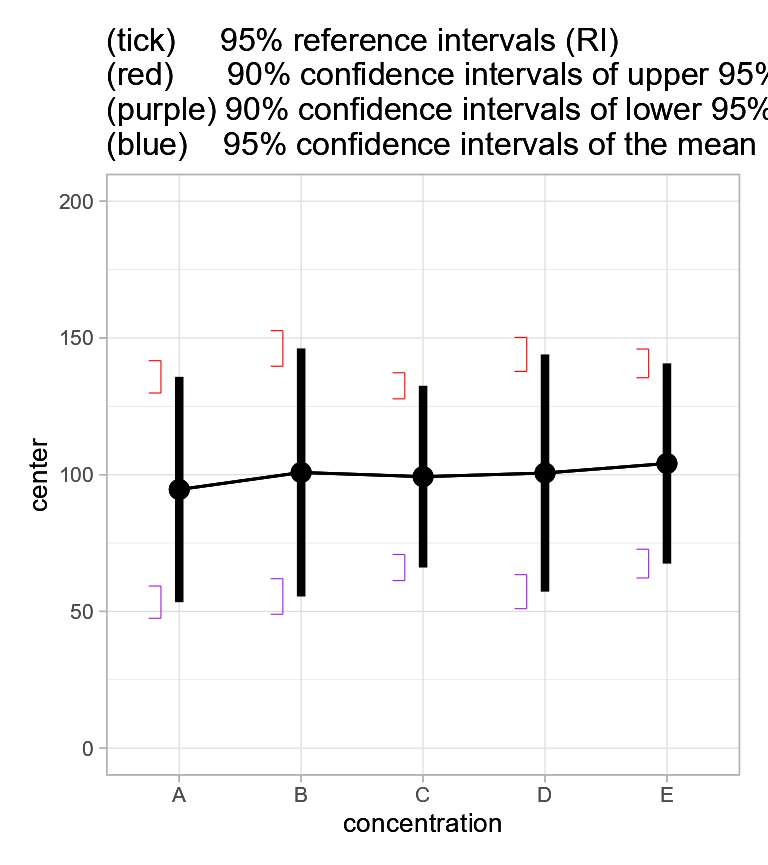 (tick) 95% reference intervals (RI)
(red) 90% confidence intervals of upper 95%
(purple) 90% confidence intervals of lower 95%
(blue) 95% confidence intervals of the mean
200
150
100
50
0
center
A B C D E
concentration